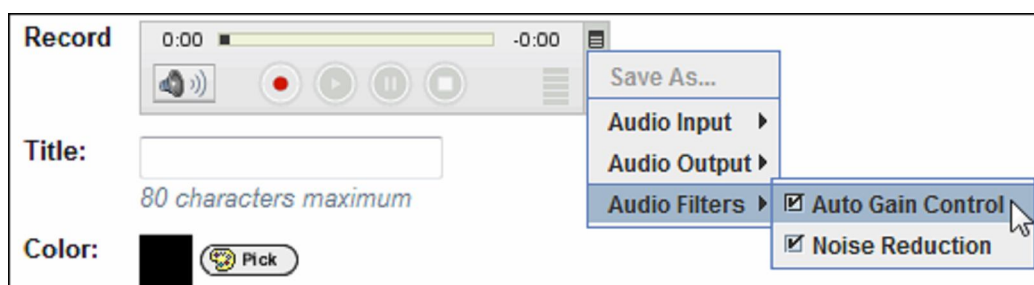 Record
0:00 -0:00
Save As...
Audio Input
Audio Output
Audio Filters
Auto Gain Control
Noise Reduction
Title:
80 characters maximum
Color:
Pick